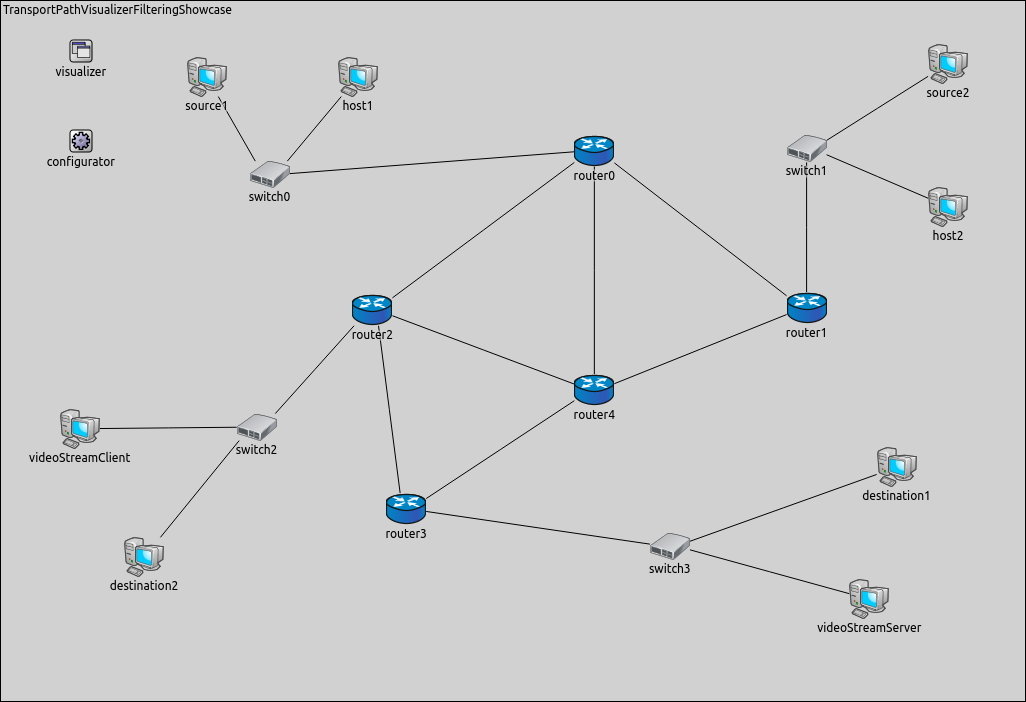 TransportPathVisualizerFilteringShowcase
visualizer
source1
host1
source2
configurator
switch0
router0
switch1
host2
router2
router1
router4
videoStreamClient
switch2
destination1
router3
switch3
destination2
videoStreamServer